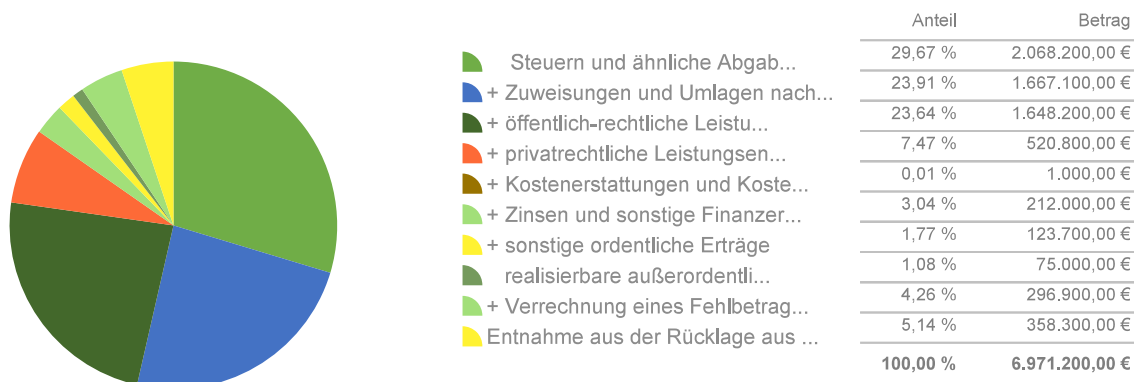 Anteil Betrag
Steuern und ähnliche Abgab... 29,67 % 2.068.200,00 €
+ Zuweisungen und Umlagen nach... 23,91 % 1.667.100,00 €
+ öffentlich-rechtliche Leistu... 23,64 % 1.648.200,00 €
+ privatrechtliche Leistungsen... 7,47 % 520.800,00 €
+ Kostenerstattungen und Koste... 0,01 % 1.000,00 €
+ Zinsen und sonstige Finanzer... 3,04 % 212.000,00 €
+ sonstige ordentliche Erträge 1,77 % 123.700,00 €
realisierbare außerordentli... 1,08 % 75.000,00 €
+ Verrechnung eines Fehlbetrag... 4,26 % 296.900,00 €
Entnahme aus der Rücklage aus ... 5,14 % 358.300,00 €
100,00 % 6.971.200,00 €